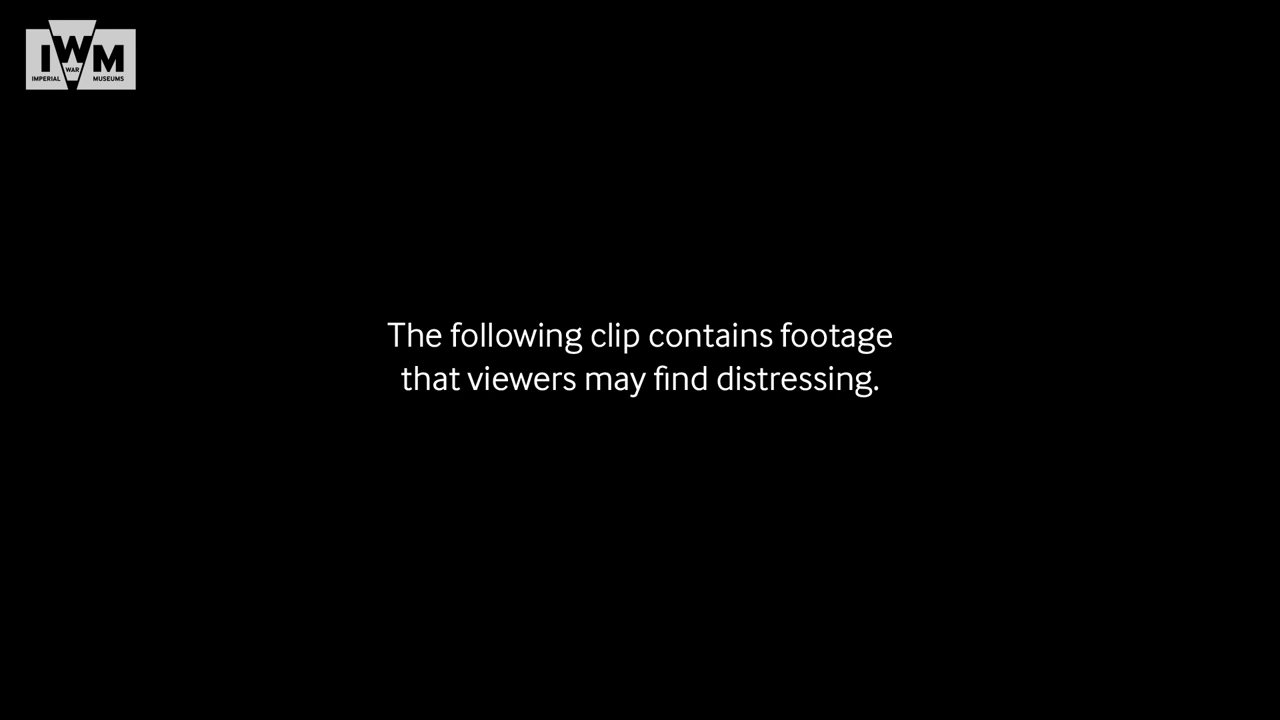 IWM
WAR
IMPERIAL MUSEUMS
The following clip contains footage
that viewers may find distressing.